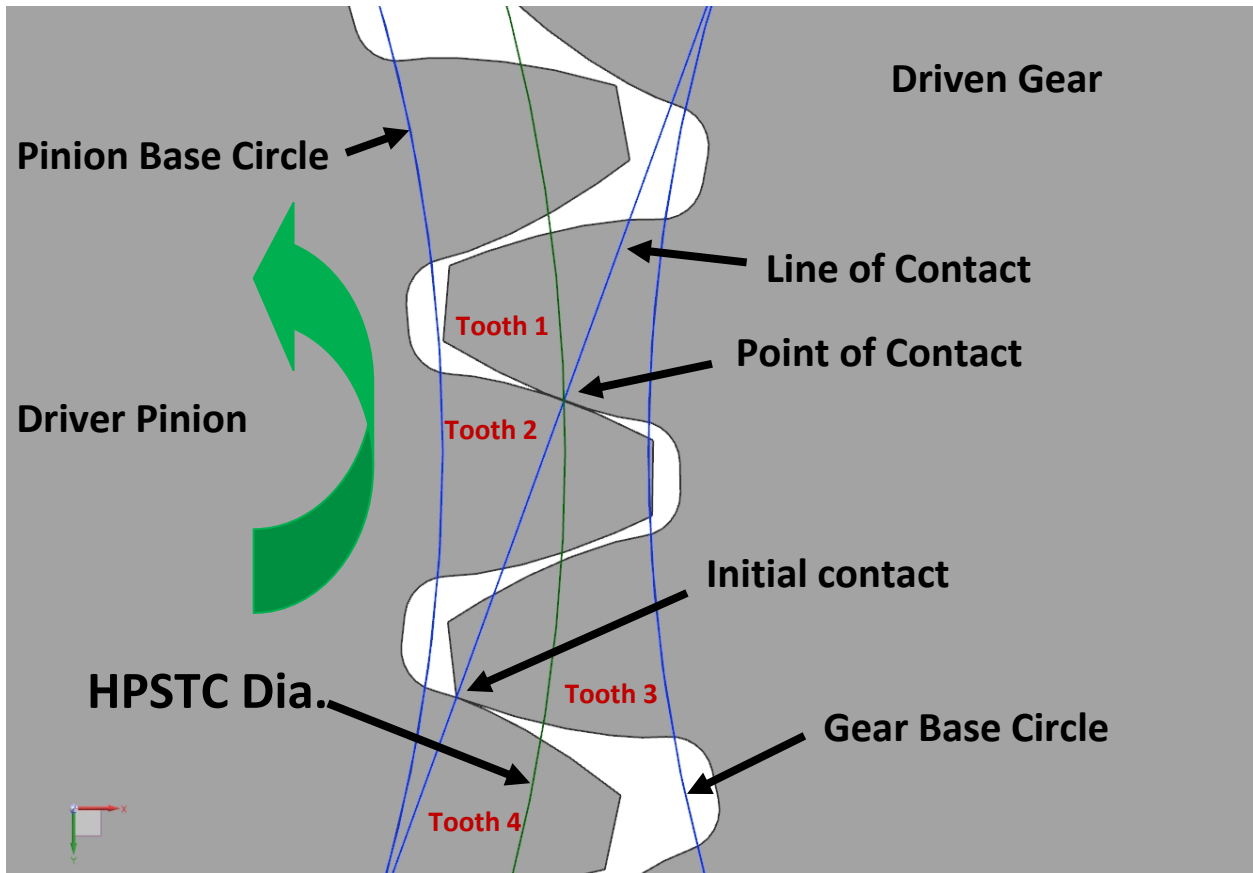 Driven Gear
Pinion Base Circle
Line of Contact
Tooth 1
Point of Contact
Driver Pinion
Tooth 2
Initial contact
HPSTC Dia.
Tooth 3
Gear Base Circle
Tooth 4
X
Y